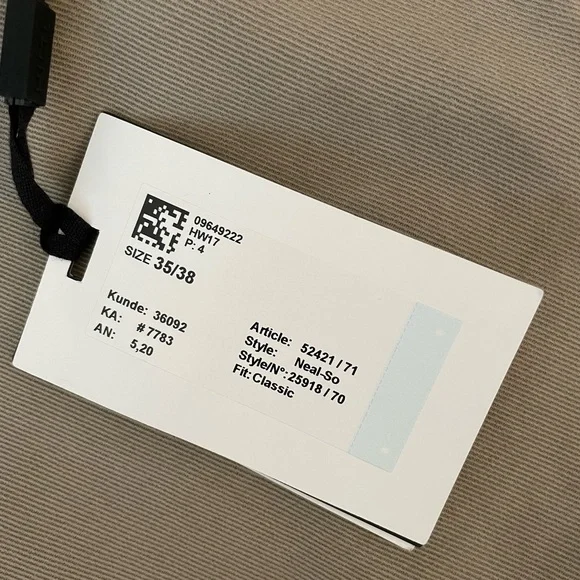 09649222
HW17
P: 4
SIZE 35/38
Kunde: 36092
KA: # 7783
AN: 5,20
Article: 52421 / 71
Style: Neal-So
Style/N°: 25918 / 70
Fit: Classic